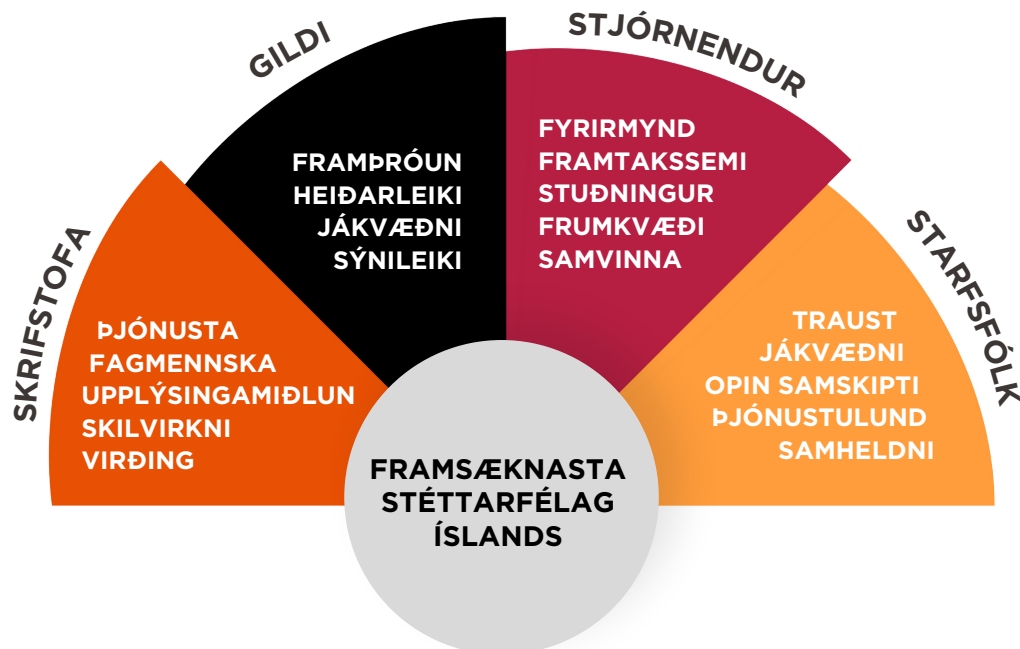 SKRIFSTOFA
ÞJÓNUSTA
FAGMENNSKA
UPPLÝSINGAMIÐLUN
SKILVIRKNI
VIRÐING
GILDI
FRAMÞRÓUN
HEIÐARLEIKI
JÁKVÆÐNI
SÝNILEIKI
STJÓRNENDUR
FYRIRMYND
FRAMTAKSSEMI
STUÐNINGUR
FRUMKVÆÐI
SAMVINNA
STARFSFÓLK
TRAUST
JÁKVÆÐNI
OPIN SAMSKIPTI
ÞJÓNUSTULUND
SAMHELDNI
FRAMSÆKNASTA
STÉTTARFÉLAG
ÍSLANDS